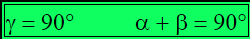 γ = 90° α + β = 90°